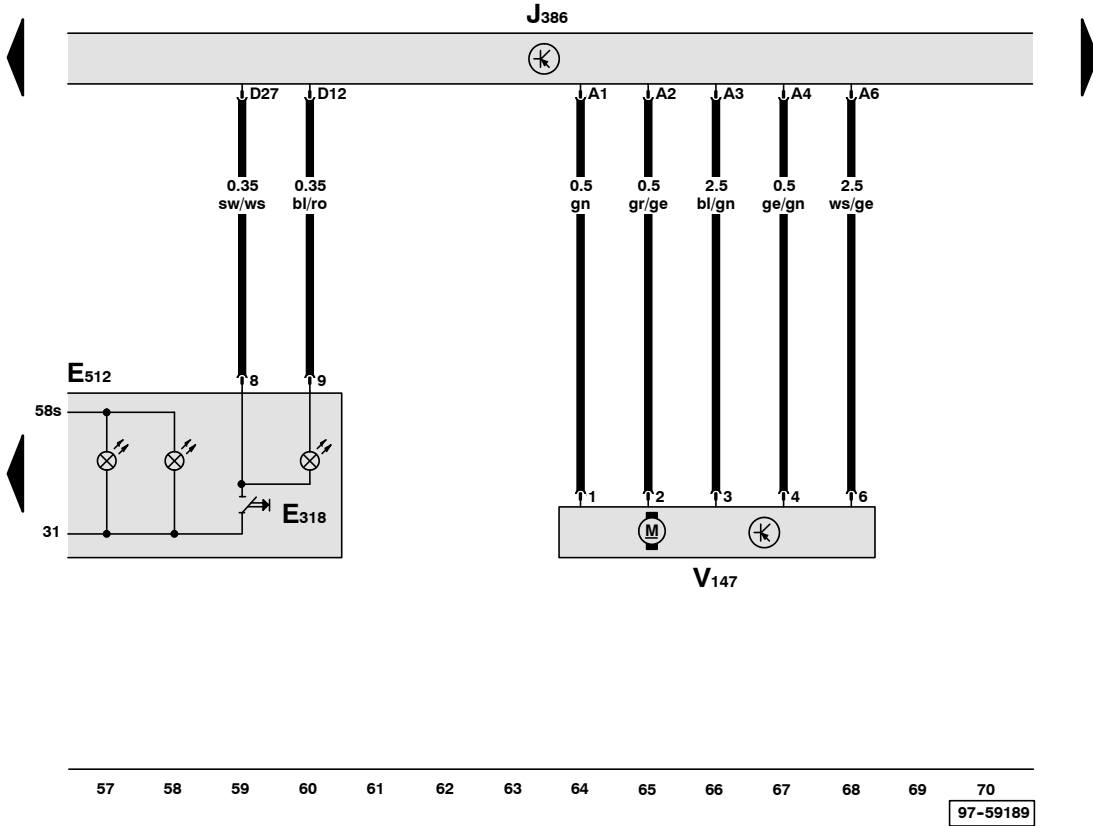 J386
D27 D12 A1 A2 A3 A4 A6
0.35 0.35 0.5 0.5 2.5 0.5 2.5
sw/ws bl/ro gn gr/ge bl/gn ge/gn ws/ge
E512
8 9
58s
1 2 3 4 6
E318
31
M
V147
57 58 59 60 61 62 63 64 65 66 67 68 69 70
97-59189